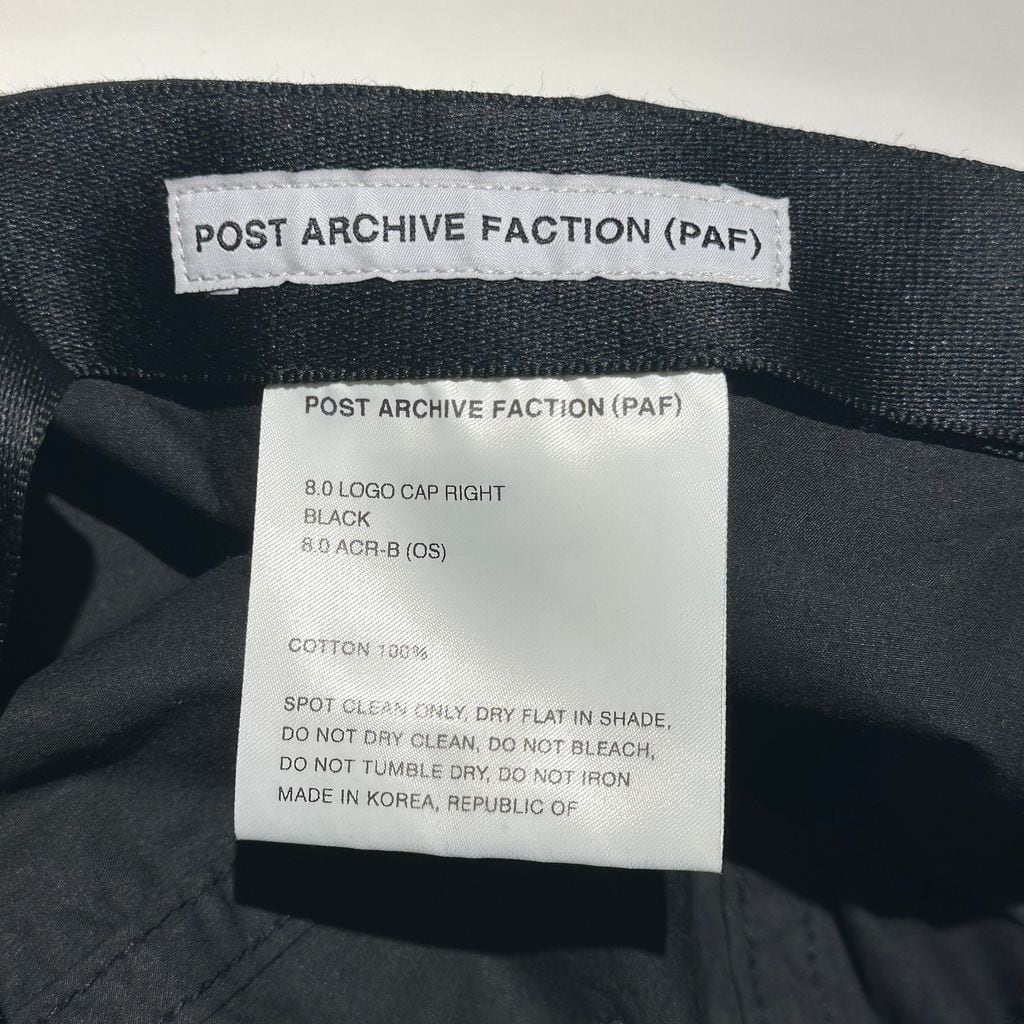 POST ARCHIVE FACTION (PAF)
POST ARCHIVE FACTION (PAF)
8.0 LOGO CAP RIGHT
BLACK
8.0 ACR-B (OS)
COTTON 100%
SPOT CLEAN ONLY, DRY FLAT IN SHADE,
DO NOT DRY CLEAN, DO NOT BLEACH,
DO NOT TUMBLE DRY, DO NOT IRON
MADE IN KOREA, REPUBLIC OF